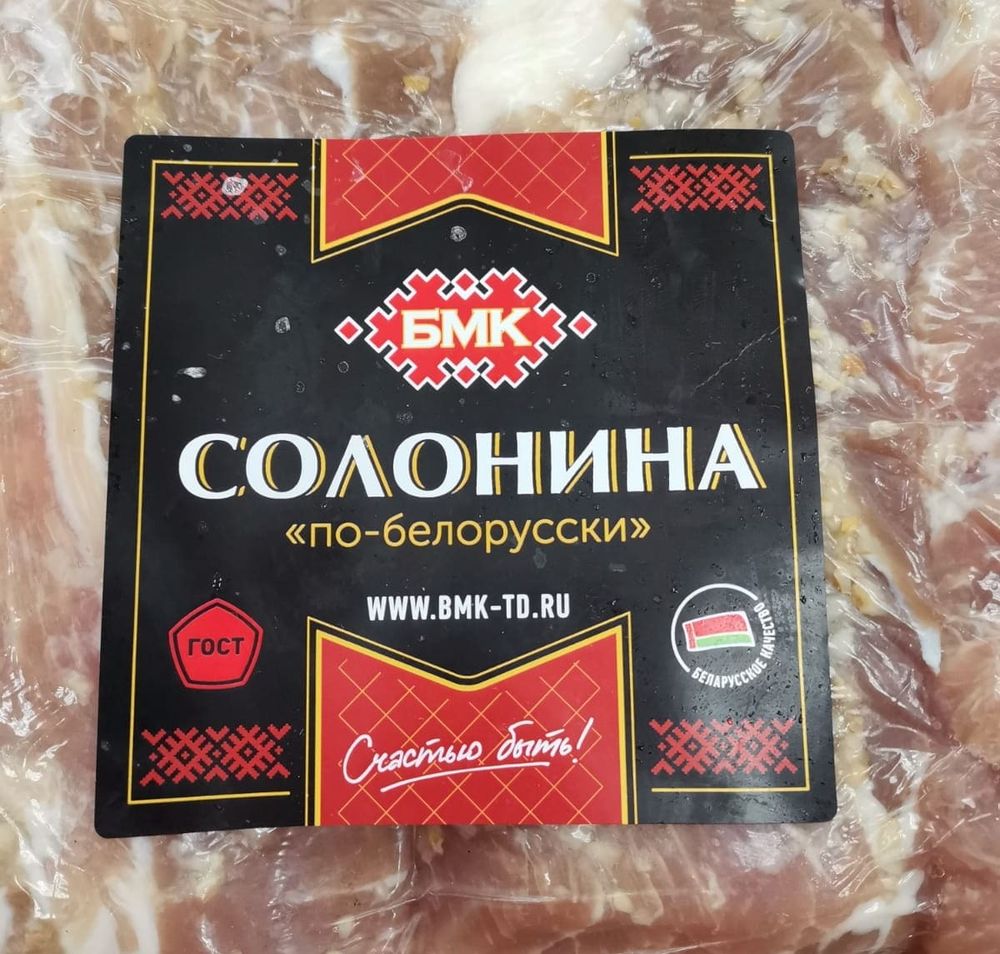 БМК
СОЛОНИНА
«по-белорусски»
WWW.BMK-TD.RU
ГОСТ
БЕЛАРУССКОЕ КАЧЕСТВО
Счастью быть!